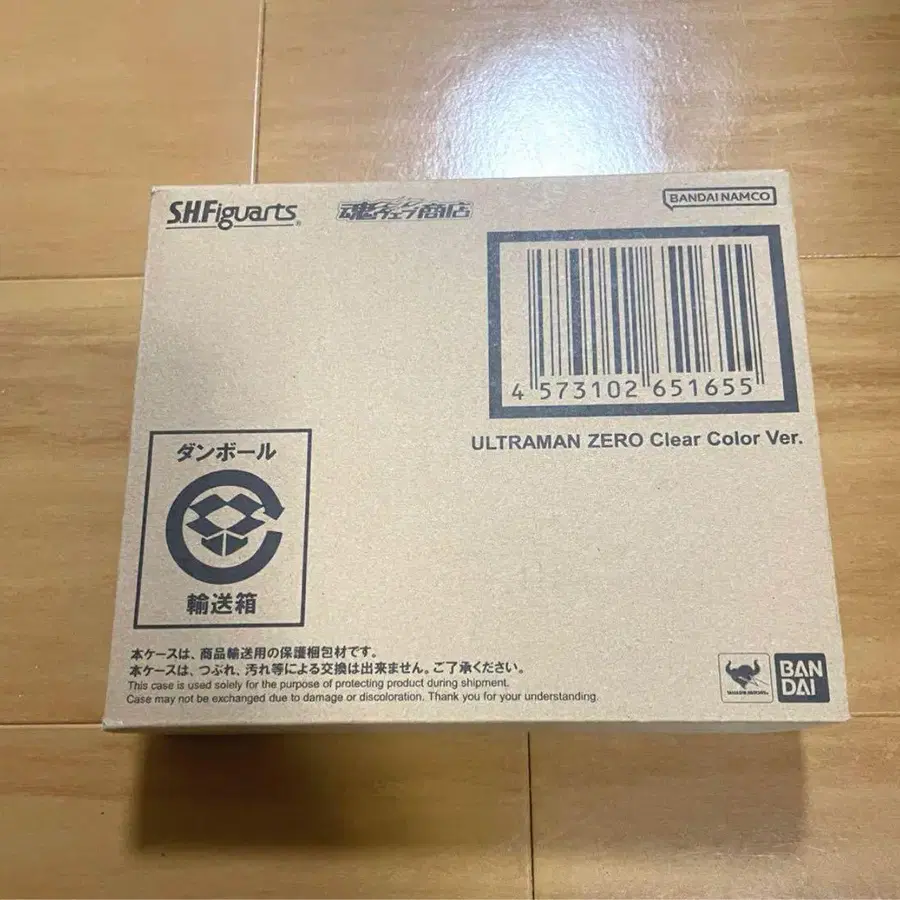 S.H.Figuarts
魂ウェブ商店
BANDAI NAMCO
4 573102 651655
ULTRAMAN ZERO Clear Color Ver.
ダンボール
輸送箱
本ケースは、商品輸送用の保護梱包材です。
本ケースは、つぶれ、汚れ等による交換は出来ません。ご了承ください。
This case is used solely for the purpose of protecting product during shipment.
Case may not be exchanged due to damage or discoloration. Thank you for your understanding.
BAN
DAI